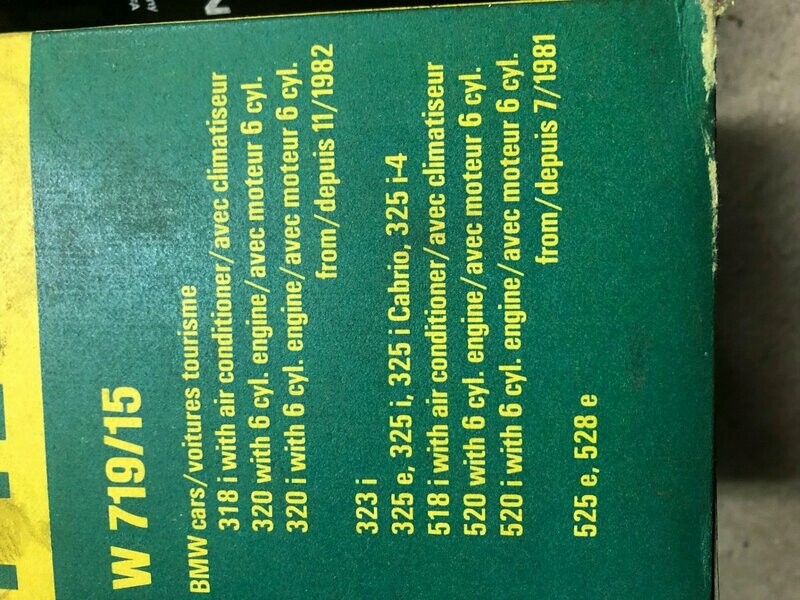 W 719/15
BMW cars/voitures tourisme
318 i with air conditioner/avec climatiseur
320 with 6 cyl. engine/avec moteur 6 cyl.
320 i with 6 cyl. engine/avec moteur 6 cyl.
from/depuis 11/1982
323 i
325 e, 325 i, 325 i Cabrio, 325 i-4
518 i with air conditioner/avec climatiseur
520 with 6 cyl. engine/avec moteur 6 cyl.
520 i with 6 cyl. engine/avec moteur 6 cyl.
from/depuis 7/1981
525 e, 528 e